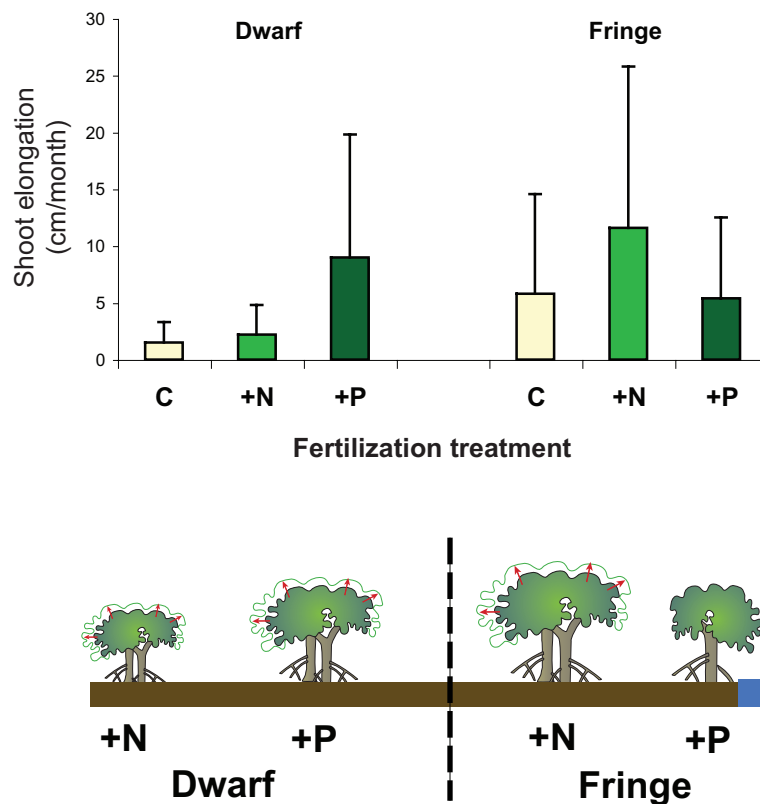 30
25
20
15
10
5
0
Shoot elongation
(cm/month)
Dwarf Fringe
C +N +P C +N +P
Fertilization treatment
+N +P +N +P
Dwarf Fringe